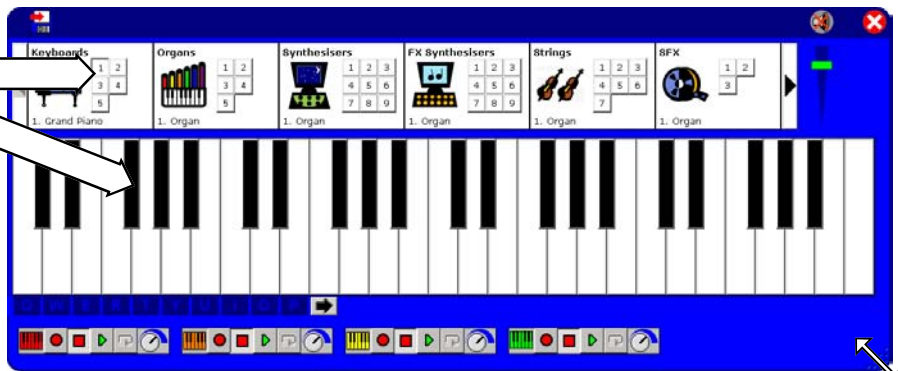 Keyboards Organs Synthesisers FX Synthesisers Strings SFX
1 2 1 2 1 2 3 1 2 3 1 2 3 1 2
3 4 3 4 4 5 6 4 5 6 4 5 6 3
5 5 7 8 9 7 8 9 7
1. Grand Piano 1. Organ 1. Organ 1. Organ 1. Organ 1. Organ
Q W E R T Y U I O P